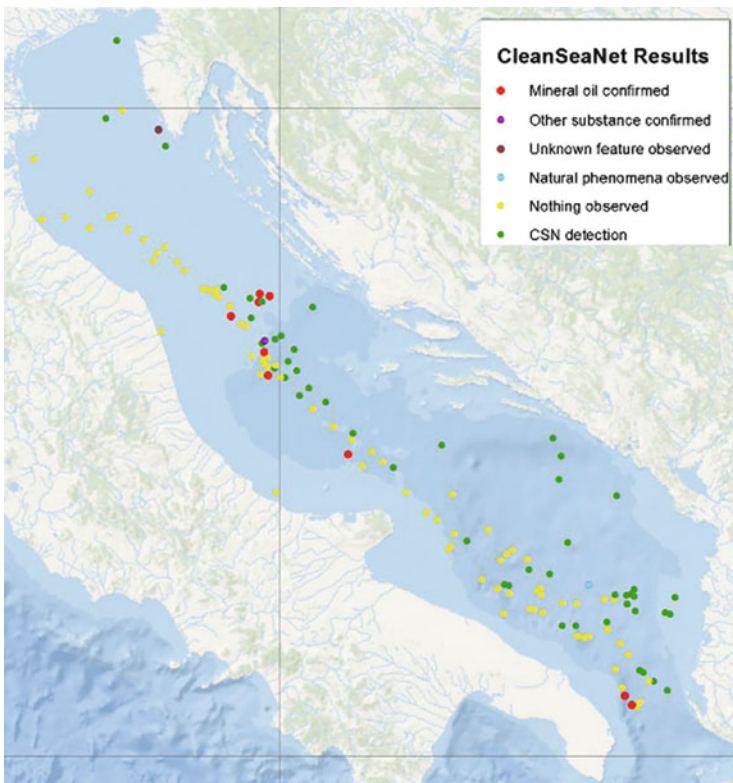 CleanSeaNet Results
Mineral oil confirmed
Other substance confirmed
Unknown feature observed
Natural phenomena observed
Nothing observed
CSN detection